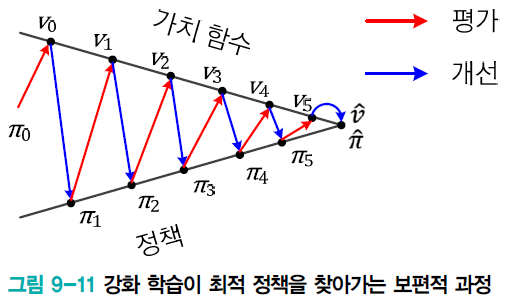 가치 함수
평가
개선
v₀
v₁
v₂
v₃
v₄
v₅
v̂
π̂
π₀
π₁
π₂
π₃
π₄
π₅
정책
그림 9-11 강화 학습이 최적 정책을 찾아가는 보편적 과정